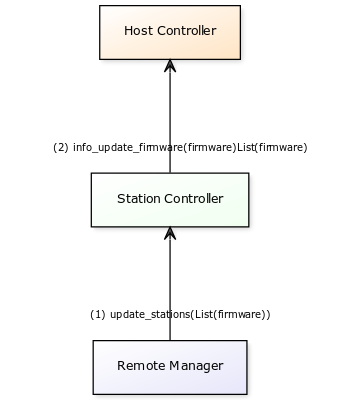 Host Controller
(2) info_update_firmware(firmware)List(firmware)
Station Controller
(1) update_stations(List(firmware))
Remote Manager